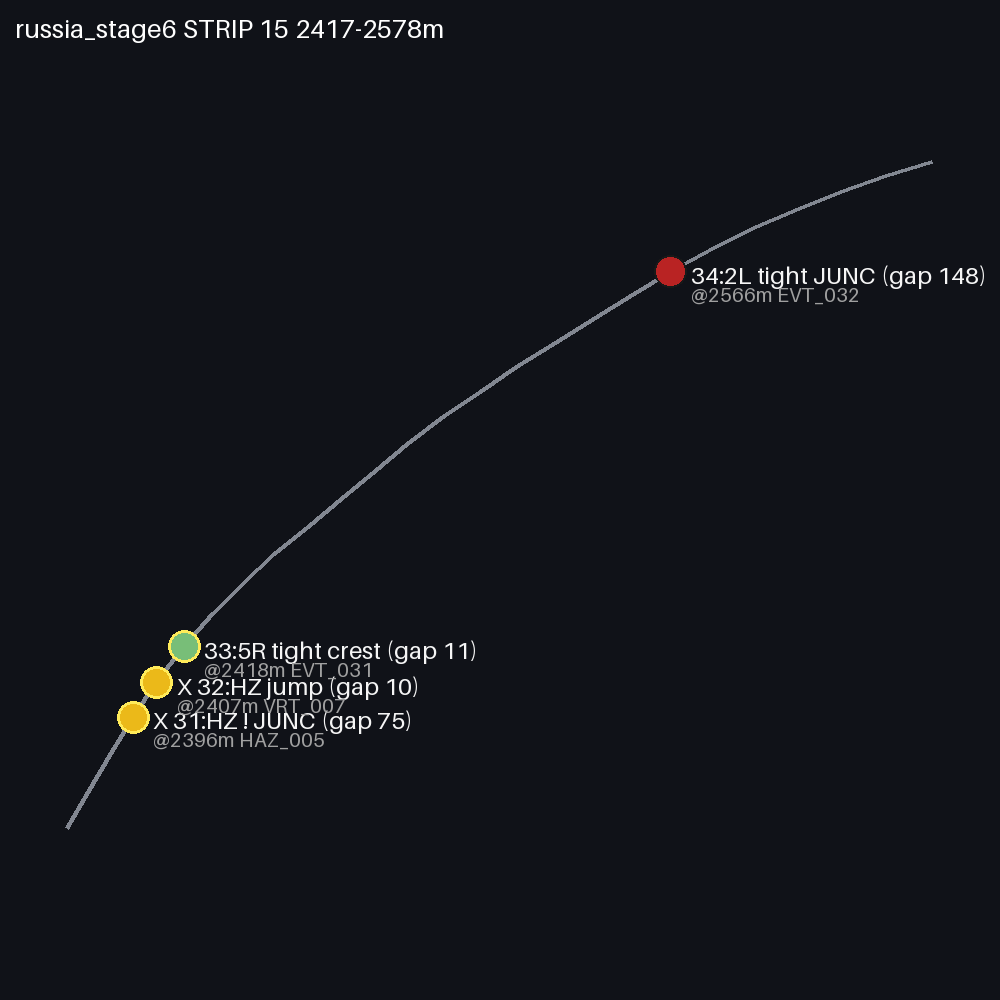 russia_stage6 STRIP 15 2417-2578m
34:2L tight JUNC (gap 148)
@2566m EVT_032
33:5R tight crest (gap 11)
@2418m EVT_031
X 32:HZ jump (gap 10)
@2407m VRT_007
X 31:HZ ! JUNC (gap 75)
@2396m HAZ_005